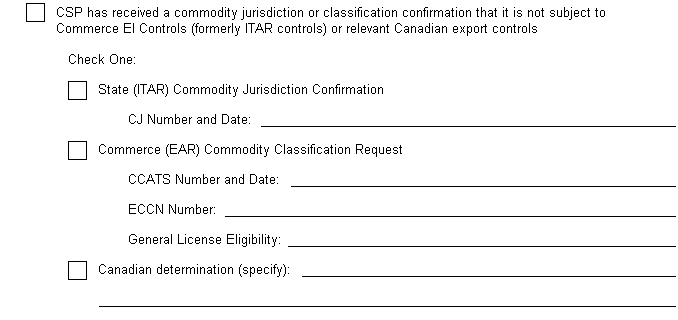 CSP has received a commodity jurisdiction or classification confirmation that it is not subject to
Commerce EI Controls (formerly ITAR controls) or relevant Canadian export controls
Check One:
State (ITAR) Commodity Jurisdiction Confirmation
CJ Number and Date:
Commerce (EAR) Commodity Classification Request
CCATS Number and Date:
ECCN Number:
General License Eligibility:
Canadian determination (specify):